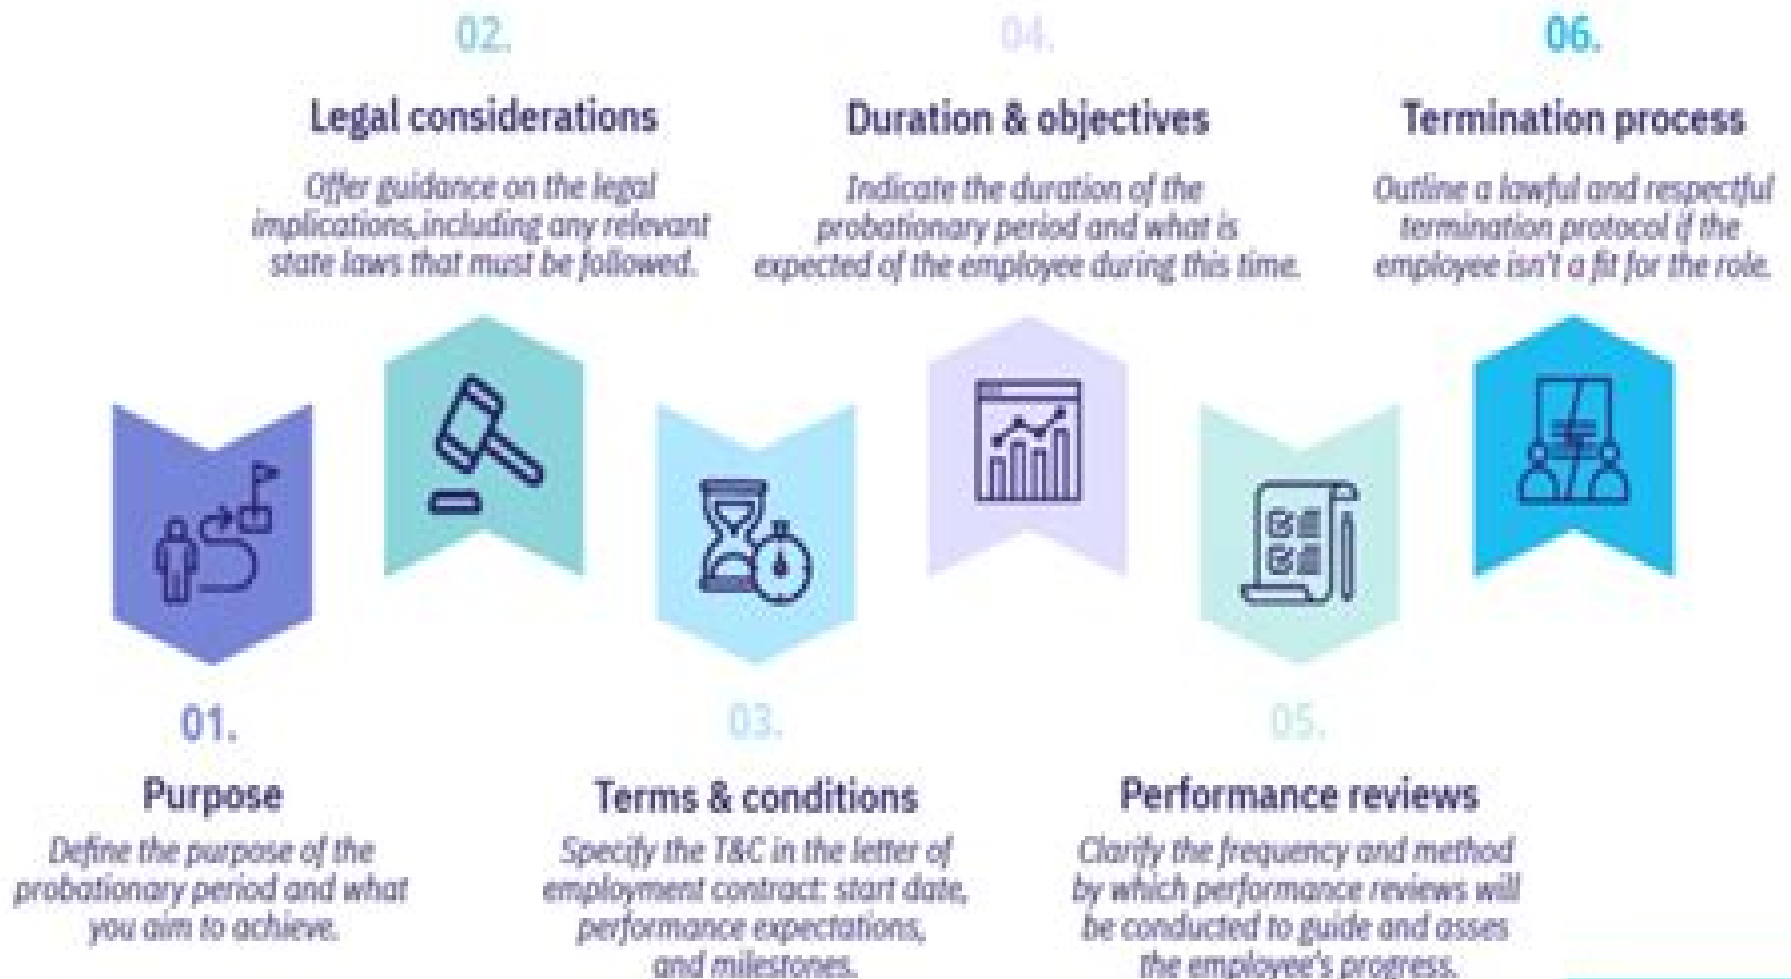 02.
Legal considerations
Offer guidance on the legal
implications, including any relevant
state laws that must be followed.
04.
Duration & objectives
Indicate the duration of the
probationary period and what is
expected of the employee during this time.
06.
Termination process
Outline a lawful and respectful
termination protocol if the
employee isn't a fit for the role.
01.
Purpose
Define the purpose of the
probationary period and what
you aim to achieve.
03.
Terms & conditions
Specify the T&C in the letter of
employment contract: start date,
performance expectations,
and milestones.
05.
Performance reviews
Clarify the frequency and method
by which performance reviews will
be conducted to guide and asses
the employee's progress.